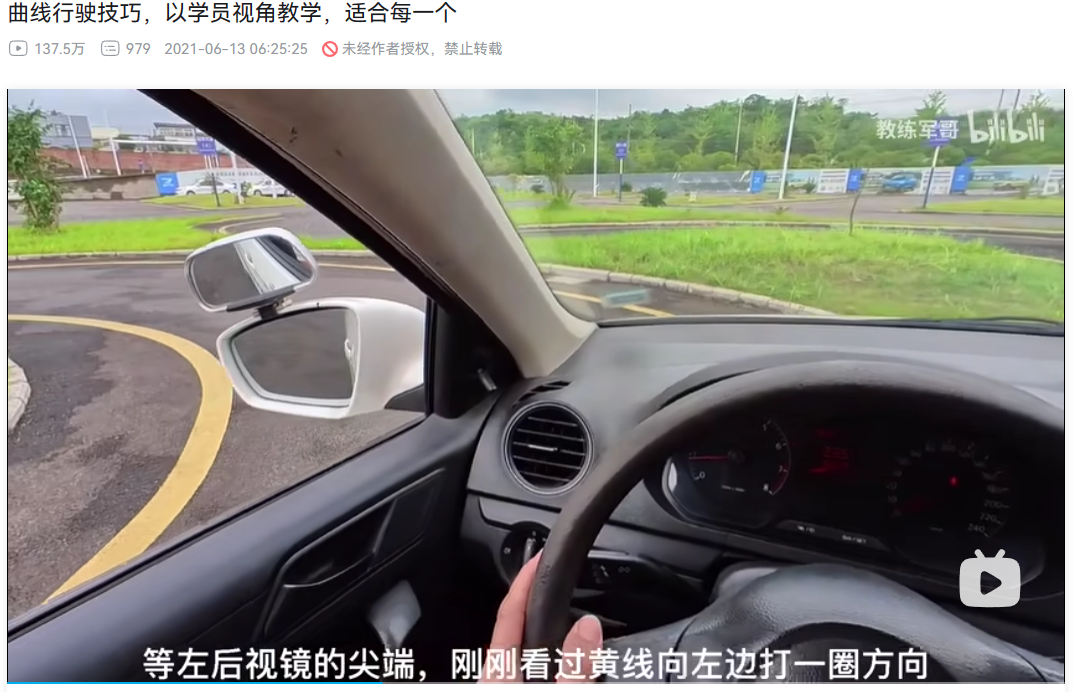 曲线行驶技巧，以学员视角教学，适合每一个
137.5万 979 2021-06-13 06:25:25 未经作者授权，禁止转载
教练军哥 bilibili
等左后视镜的尖端，刚刚看过黄线向左边打一圈方向